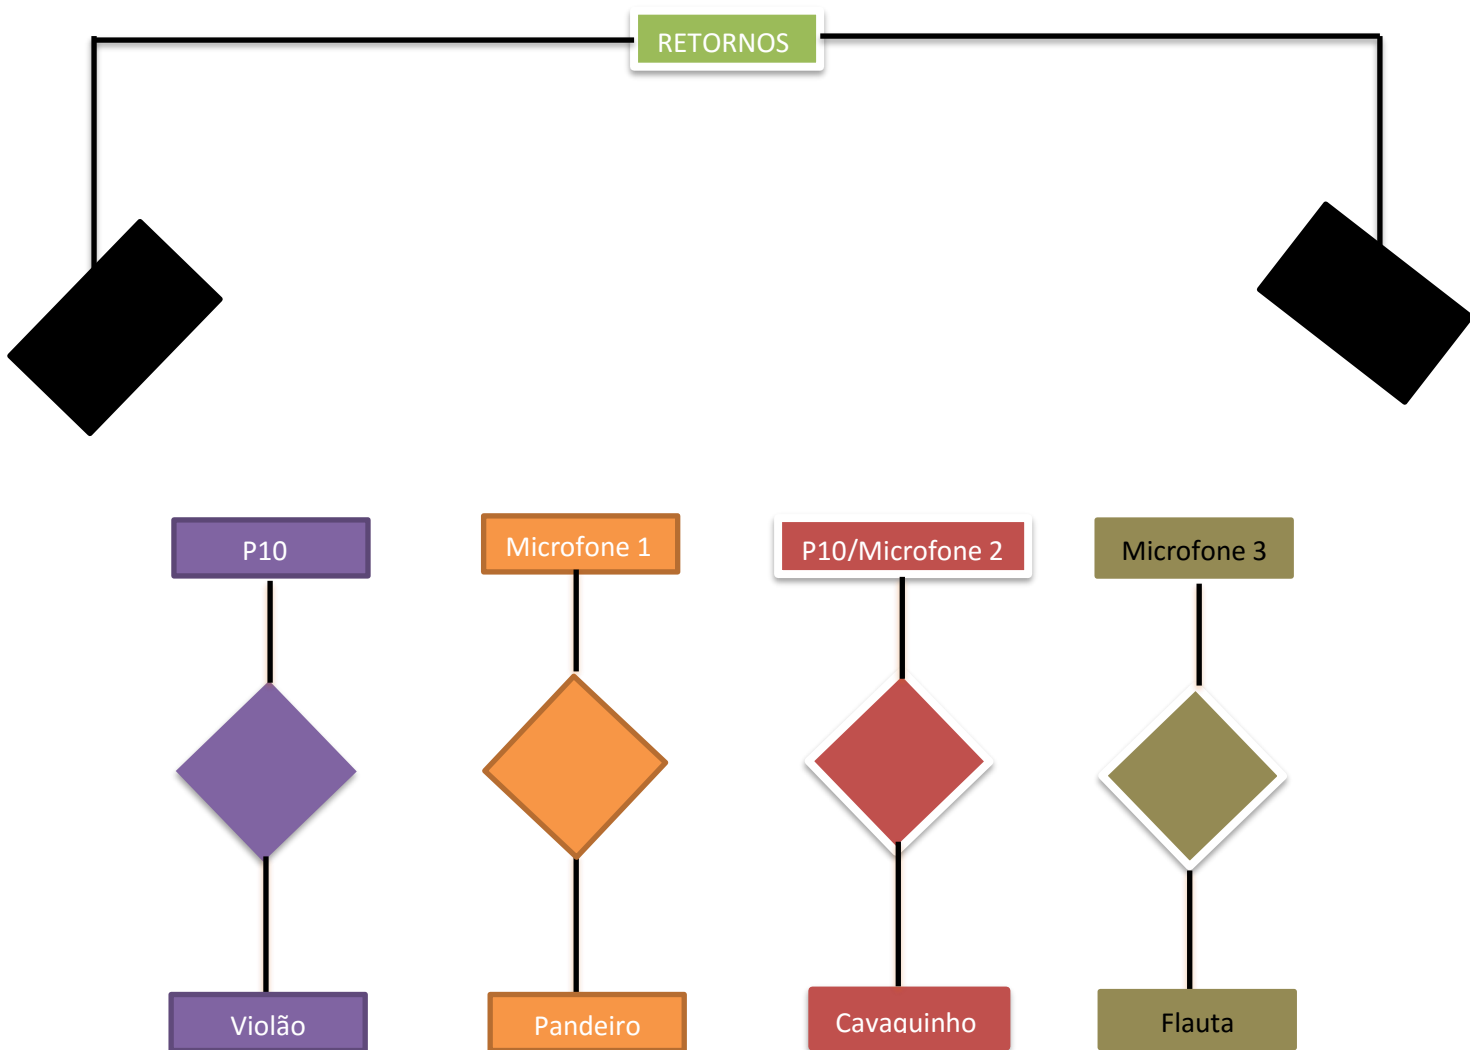 RETORNOS
P10
Microfone 1
P10/Microfone 2
Microfone 3
Violão
Pandeiro
Cavaquinho
Flauta